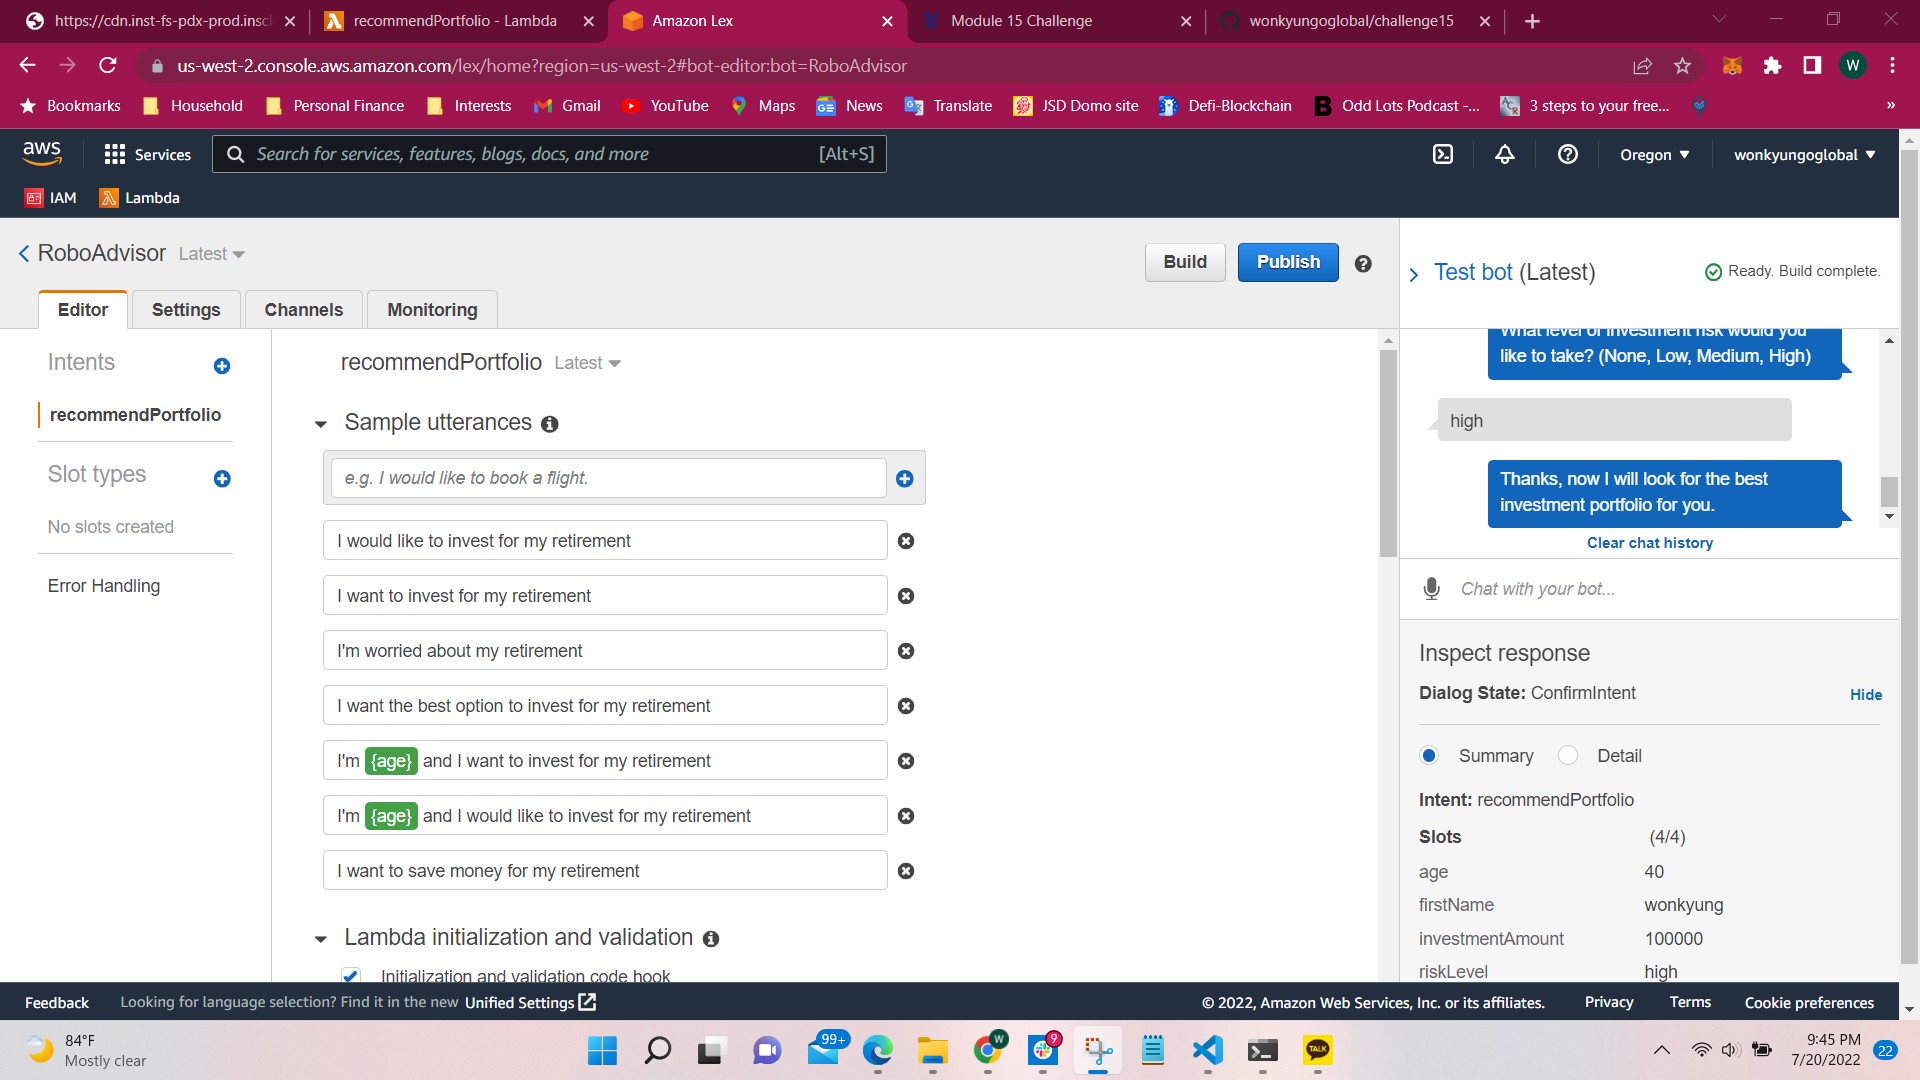 https://cdn.inst-fs-pdx-prod.inscl
recommendPortfolio - Lambda
Amazon Lex
Module 15 Challenge
wonkyungoglobal/challenge15
us-west-2.console.aws.amazon.com/lex/home?region=us-west-2#bot-editor:bot=RoboAdvisor
W
Bookmarks
Household
Personal Finance
Interests
Gmail
YouTube
Maps
News
Translate
JSD Domo site
Defi-Blockchain
Odd Lots Podcast -...
3 steps to your free...
»
aws
Services
Search for services, features, blogs, docs, and more
[Alt+S]
Oregon
wonkyungoglobal
IAM
Lambda
RoboAdvisor Latest
Build
Publish
Editor
Settings
Channels
Monitoring
Intents
recommendPortfolio
Slot types
No slots created
Error Handling
recommendPortfolio Latest
Sample utterances
e.g. I would like to book a flight.
I would like to invest for my retirement
I want to invest for my retirement
I'm worried about my retirement
I want the best option to invest for my retirement
I'm {age} and I want to invest for my retirement
I'm {age} and I would like to invest for my retirement
I want to save money for my retirement
Lambda initialization and validation
Initialization and validation code hook
Test bot (Latest)
Ready. Build complete.
What level of investment risk would you
like to take? (None, Low, Medium, High)
high
Thanks, now I will look for the best
investment portfolio for you.
Clear chat history
Chat with your bot...
Inspect response
Dialog State: ConfirmIntent
Hide
Summary
Detail
Intent: recommendPortfolio
Slots (4/4)
age 40
firstName wonkyung
investmentAmount 100000
riskLevel high
Feedback
Looking for language selection? Find it in the new Unified Settings
© 2022, Amazon Web Services, Inc. or its affiliates.
Privacy
Terms
Cookie preferences
84°F
Mostly clear
99+
W
9
TALK
9:45 PM
7/20/2022
22